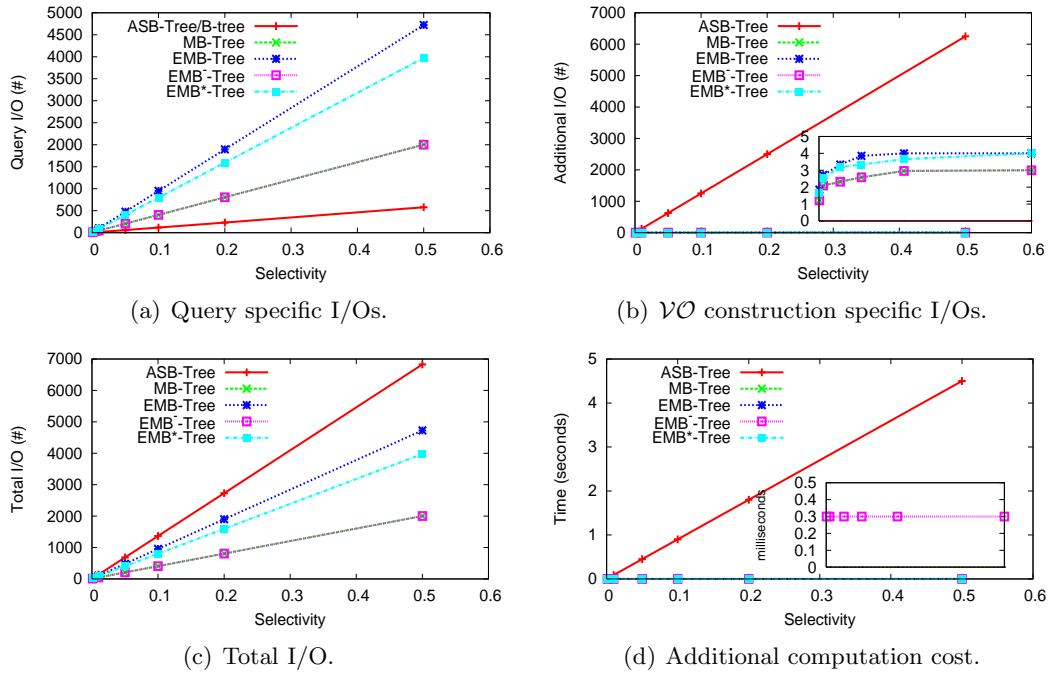 5000
4500
4000
3500
3000
2500
2000
1500
1000
500
0
Query I/O (#)
ASB-Tree/B-tree
MB-Tree
EMB-Tree
EMB⁻-Tree
EMB*-Tree
0 0.1 0.2 0.3 0.4 0.5 0.6
Selectivity
(a) Query specific I/Os.
7000
6000
5000
4000
3000
2000
1000
0
Additional I/O (#)
ASB-Tree
MB-Tree
EMB-Tree
EMB⁻-Tree
EMB*-Tree
5
4
3
2
1
0
0 0.1 0.2 0.3 0.4 0.5 0.6
Selectivity
(b) 𝒱𝒪 construction specific I/Os.
7000
6000
5000
4000
3000
2000
1000
0
Total I/O (#)
ASB-Tree
MB-Tree
EMB-Tree
EMB⁻-Tree
EMB*-Tree
0 0.1 0.2 0.3 0.4 0.5 0.6
Selectivity
(c) Total I/O.
5
4
3
2
1
0
Time (seconds)
ASB-Tree
MB-Tree
EMB-Tree
EMB⁻-Tree
EMB*-Tree
milliseconds
0.5
0.4
0.3
0.2
0.1
0
0 0.1 0.2 0.3 0.4 0.5 0.6
Selectivity
(d) Additional computation cost.